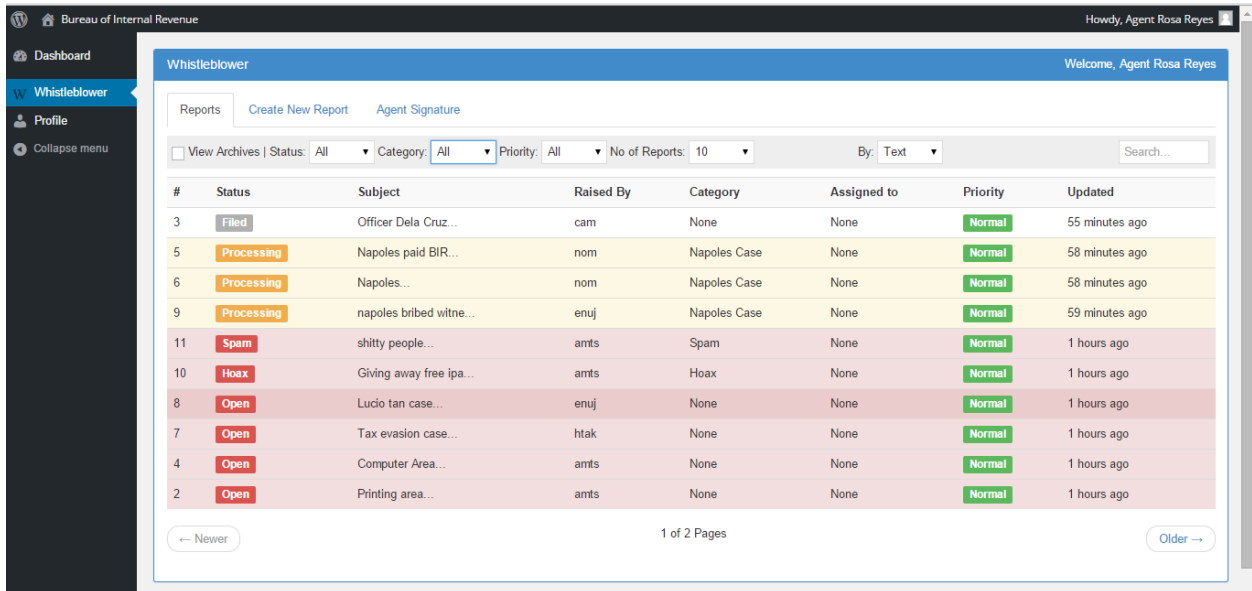 Bureau of Internal Revenue Howdy, Agent Rosa Reyes
Dashboard
Whistleblower
Profile
Collapse menu
Whistleblower Welcome, Agent Rosa Reyes
Reports Create New Report Agent Signature
View Archives | Status: All Category: All Priority: All No of Reports: 10 By: Text Search...
# Status Subject Raised By Category Assigned to Priority Updated
3 Filed Officer Dela Cruz... cam None None Normal 55 minutes ago
5 Processing Napoles paid BIR... nom Napoles Case None Normal 58 minutes ago
6 Processing Napoles... nom Napoles Case None Normal 58 minutes ago
9 Processing napoles bribed witne... enuj Napoles Case None Normal 59 minutes ago
11 Spam shitty people... amts Spam None Normal 1 hours ago
10 Hoax Giving away free ipa... amts Hoax None Normal 1 hours ago
8 Open Lucio tan case... enuj None None Normal 1 hours ago
7 Open Tax evasion case... htak None None Normal 1 hours ago
4 Open Computer Area... amts None None Normal 1 hours ago
2 Open Printing area... amts None None Normal 1 hours ago
← Newer 1 of 2 Pages Older →